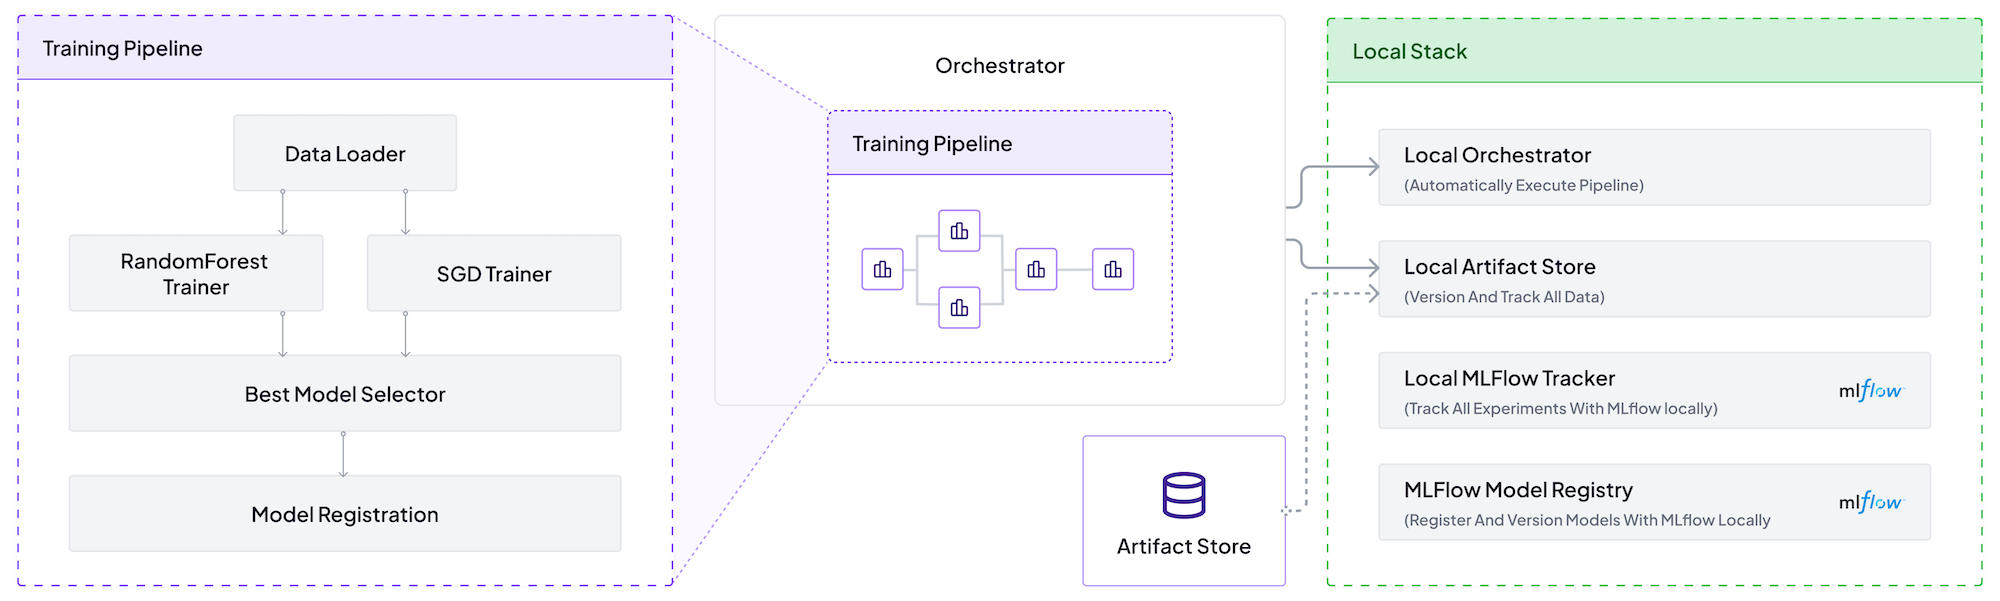 Training Pipeline
Data Loader
RandomForest
Trainer
SGD Trainer
Best Model Selector
Model Registration
Orchestrator
Training Pipeline
Artifact Store
Local Stack
Local Orchestrator
(Automatically Execute Pipeline)
Local Artifact Store
(Version And Track All Data)
Local MLFlow Tracker
(Track All Experiments With MLflow locally)
mlflow
MLFlow Model Registry
(Register And Version Models With MLflow Locally
mlflow